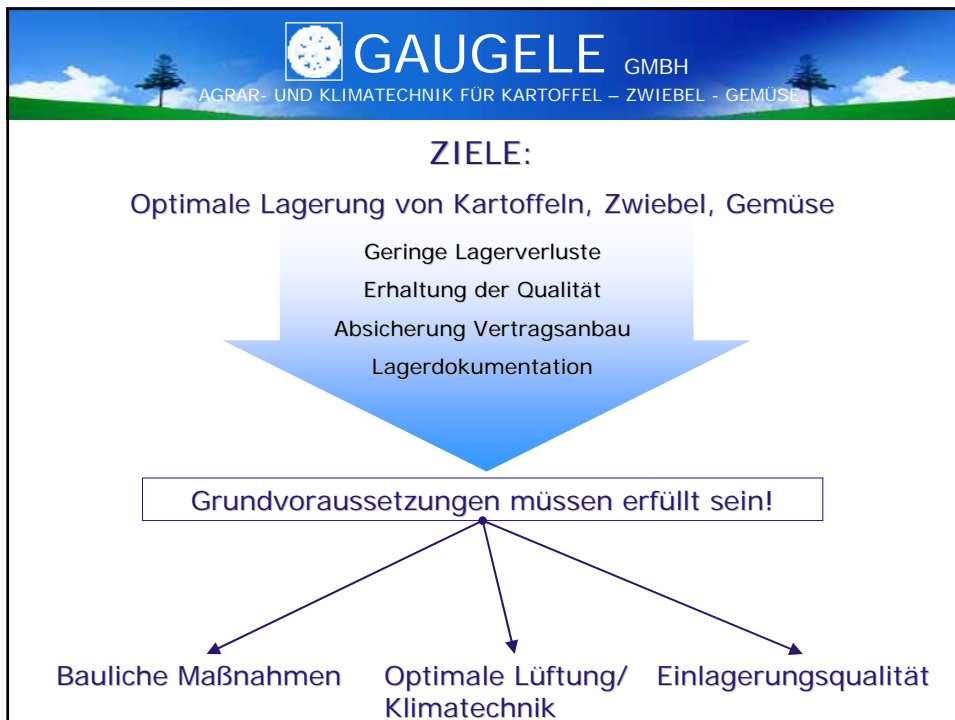 GAUGELE GMBH
AGRAR- UND KLIMATECHNIK FÜR KARTOFFEL – ZWIEBEL - GEMÜSE
ZIELE:
Optimale Lagerung von Kartoffeln, Zwiebel, Gemüse
Geringe Lagerverluste
Erhaltung der Qualität
Absicherung Vertragsanbau
Lagerdokumentation
Grundvoraussetzungen müssen erfüllt sein!
Bauliche Maßnahmen
Optimale Lüftung/
Klimatechnik
Einlagerungsqualität